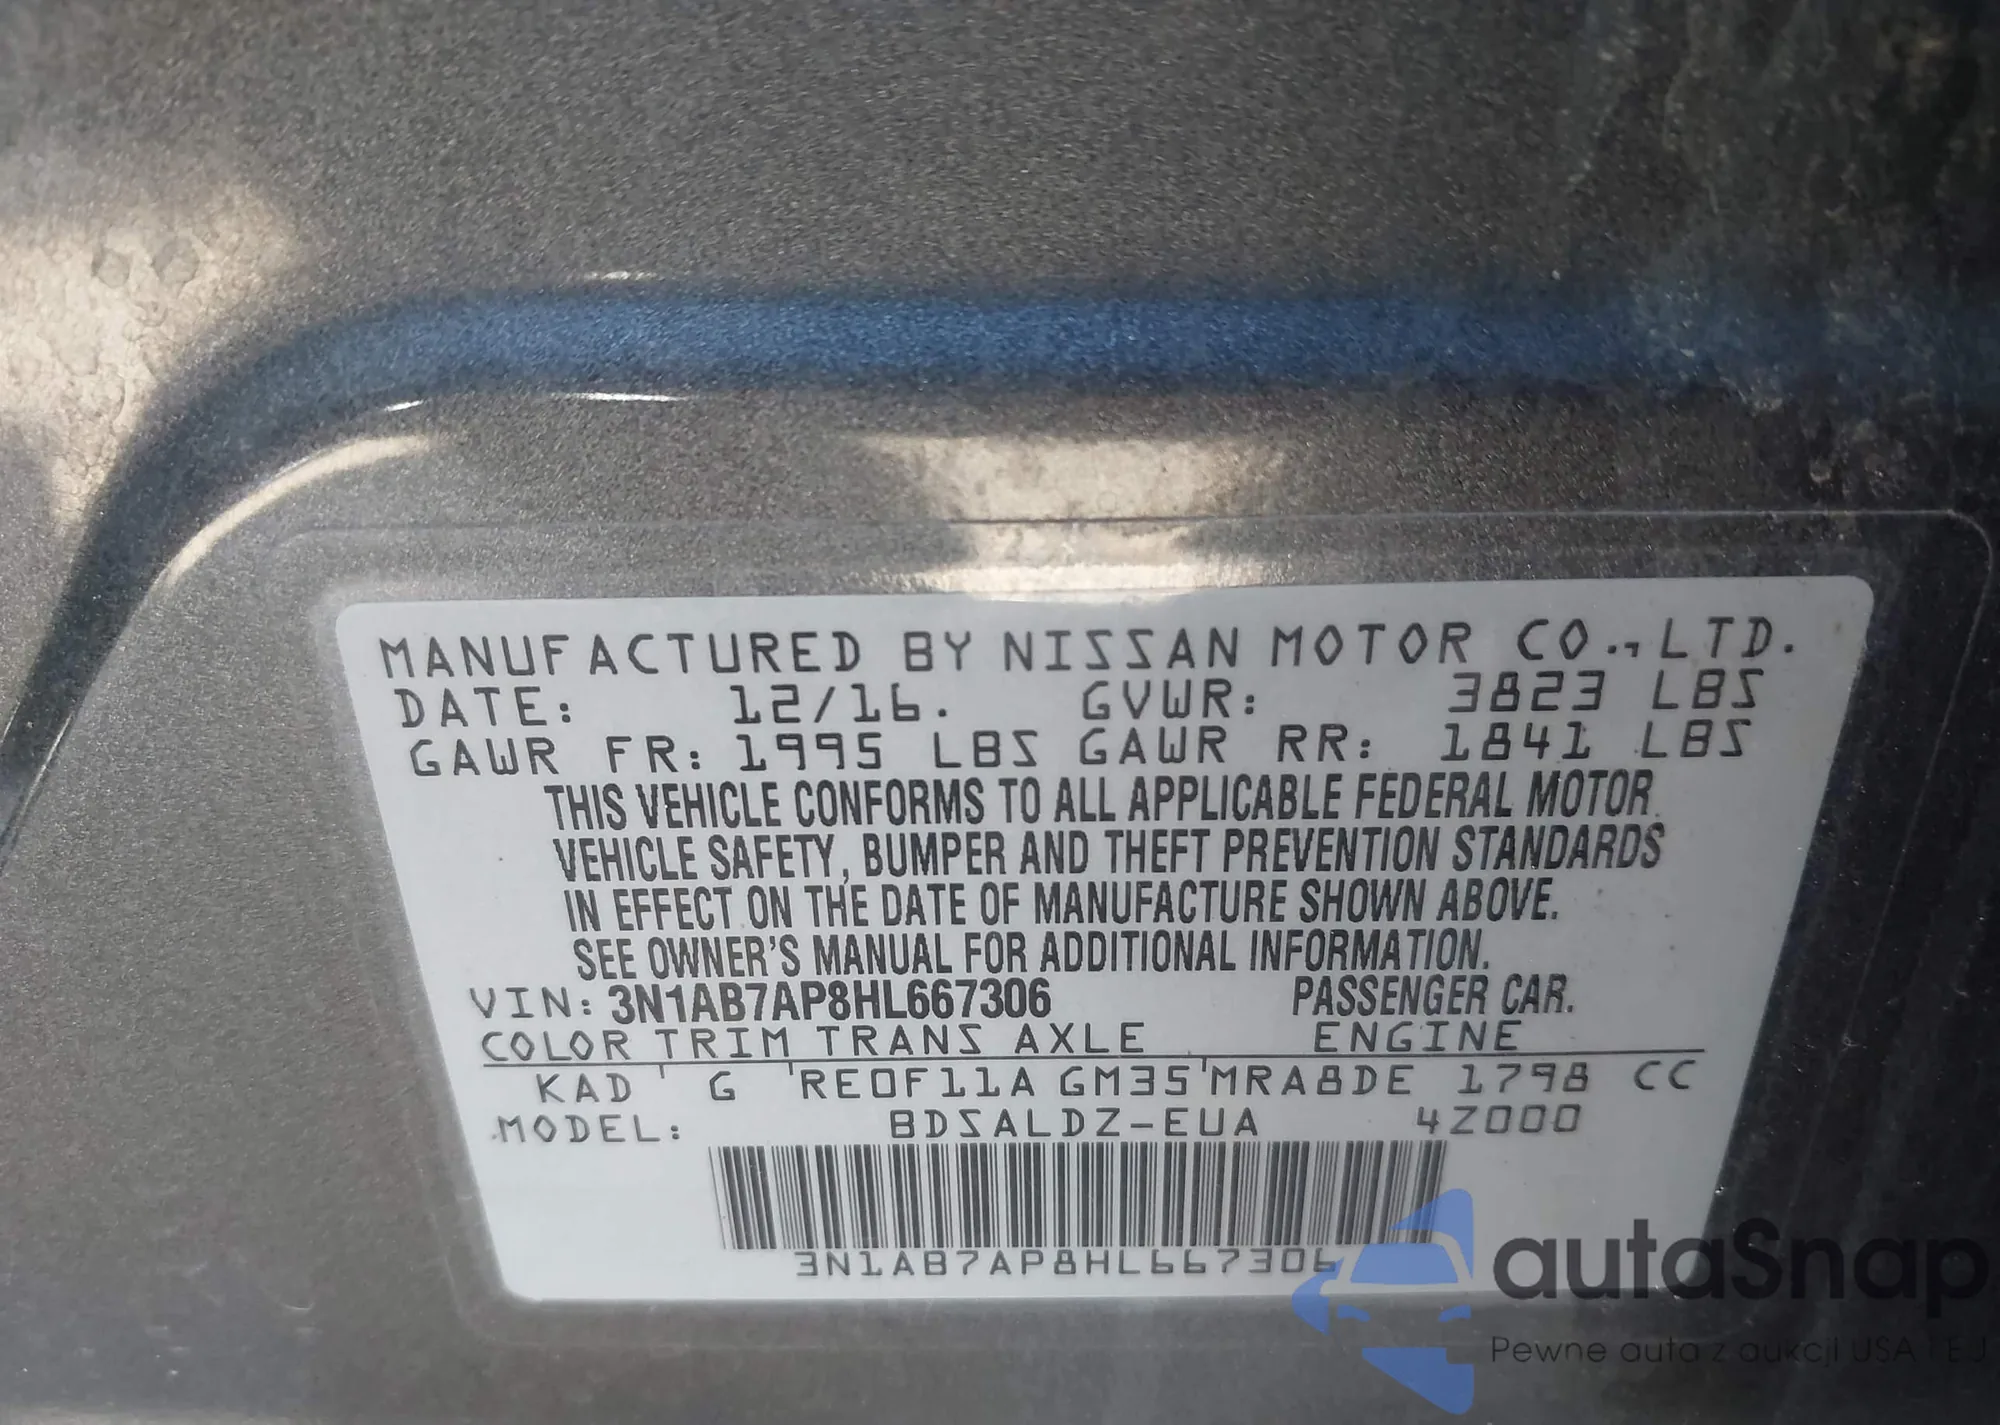 MANUFACTURED BY NISSAN MOTOR CO., LTD.
DATE: 12/16. GVWR: 3823 LBS
GAWR FR: 1995 LBS GAWR RR: 1841 LBS
THIS VEHICLE CONFORMS TO ALL APPLICABLE FEDERAL MOTOR
VEHICLE SAFETY, BUMPER AND THEFT PREVENTION STANDARDS
IN EFFECT ON THE DATE OF MANUFACTURE SHOWN ABOVE.
SEE OWNER'S MANUAL FOR ADDITIONAL INFORMATION.
VIN: 3N1AB7AP8HL667306 PASSENGER CAR.
COLOR TRIM TRANS AXLE ENGINE
KAD G RE0F11A GM35 MRA8DE 1798 CC
MODEL: BDSALDZ-EUA 4Z000
3N1AB7AP8HL667306
autaSnap
Pewne auta z aukcji USA i EJ